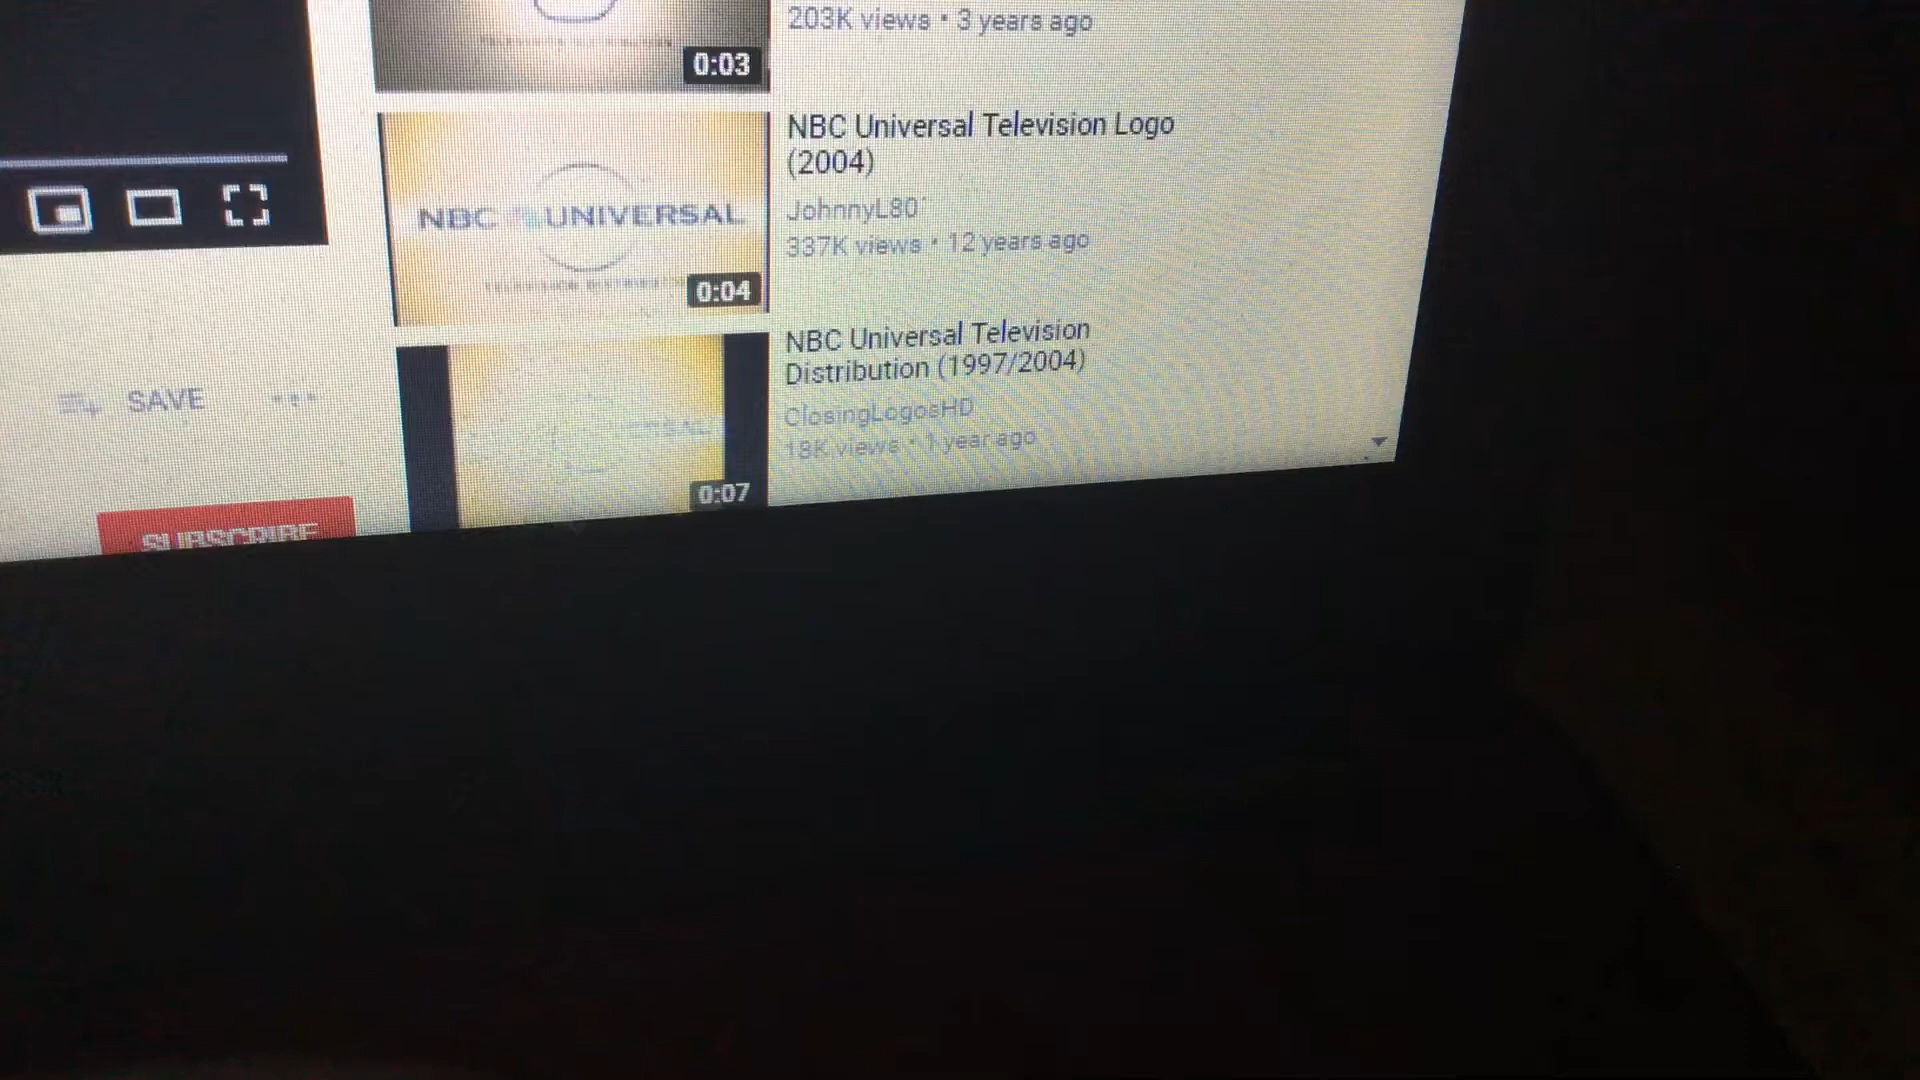 203K views • 3 years ago
0:03
NBC Universal Television Logo
(2004)
JohnnyL80
337K views • 12 years ago
NBC UNIVERSAL
0:04
NBC Universal Television
Distribution (1997/2004)
ClosingLogosHD
18K views • 1 year ago
0:07
SAVE
SUBSCRIBE